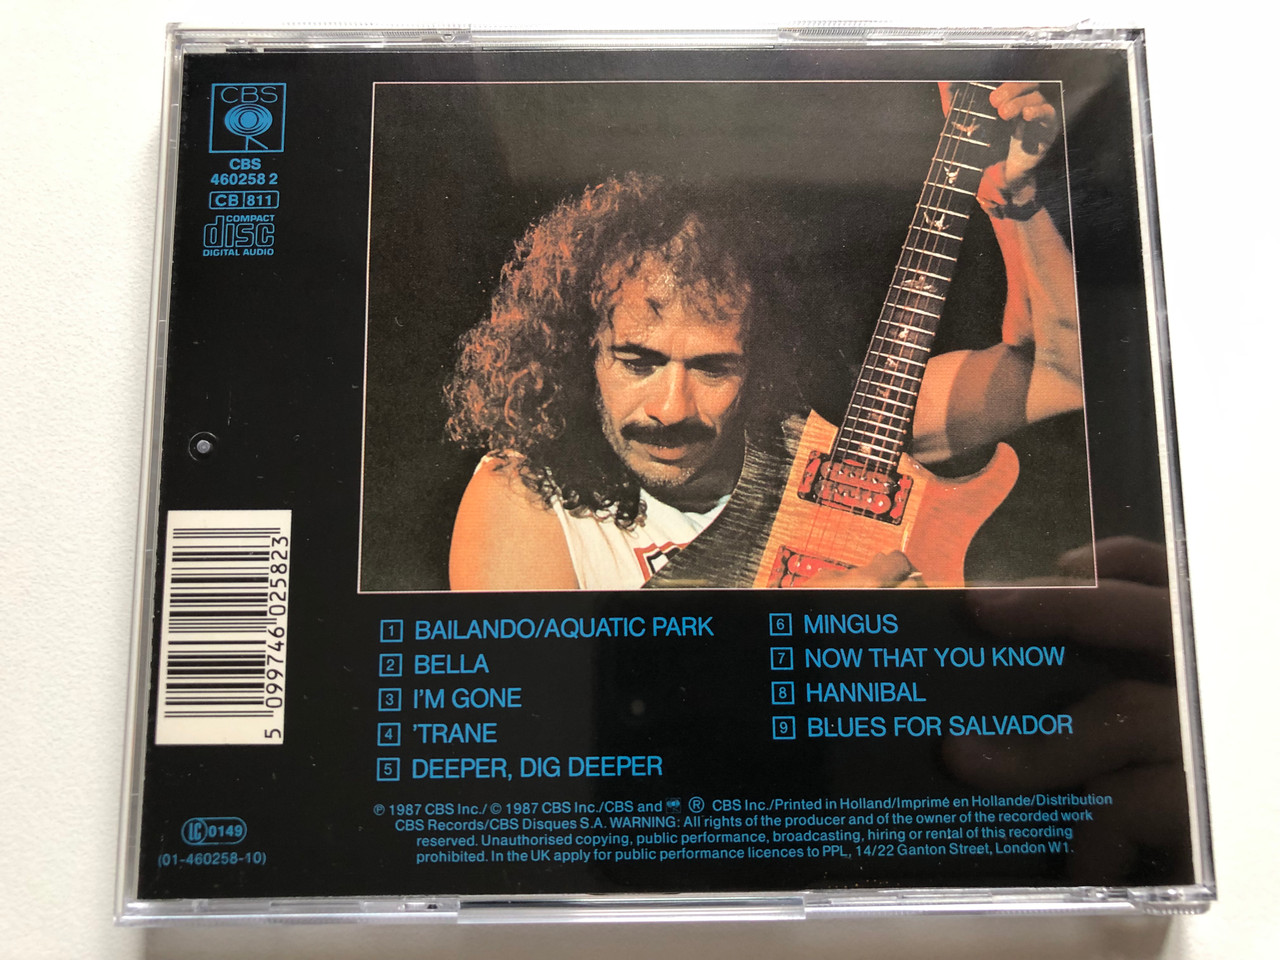 CBS
CBS
460258 2
CB 811
COMPACT
disc
DIGITAL AUDIO
5 099746 025823
1 BAILANDO/AQUATIC PARK
2 BELLA
3 I'M GONE
4 'TRANE
5 DEEPER, DIG DEEPER
6 MINGUS
7 NOW THAT YOU KNOW
8 HANNIBAL
9 BLUES FOR SALVADOR
℗ 1987 CBS Inc./© 1987 CBS Inc./CBS and ® CBS Inc./Printed in Holland/Imprimé en Hollande/Distribution
CBS Records/CBS Disques S.A. WARNING: All rights of the producer and of the owner of the recorded work
reserved. Unauthorised copying, public performance, broadcasting, hiring or rental of this recording
prohibited. In the UK apply for public performance licences to PPL, 14/22 Ganton Street, London W1.
LC 0149
(01-460258-10)